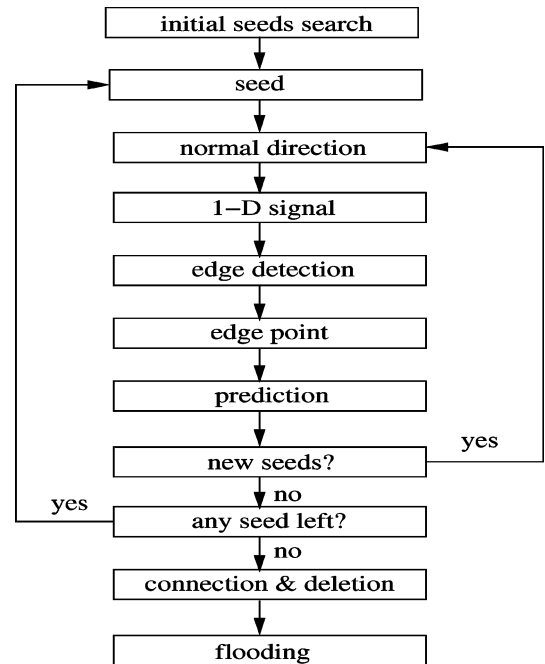 initial seeds search
seed
normal direction
1−D signal
edge detection
edge point
prediction
new seeds?
yes
no
yes
any seed left?
no
connection & deletion
flooding